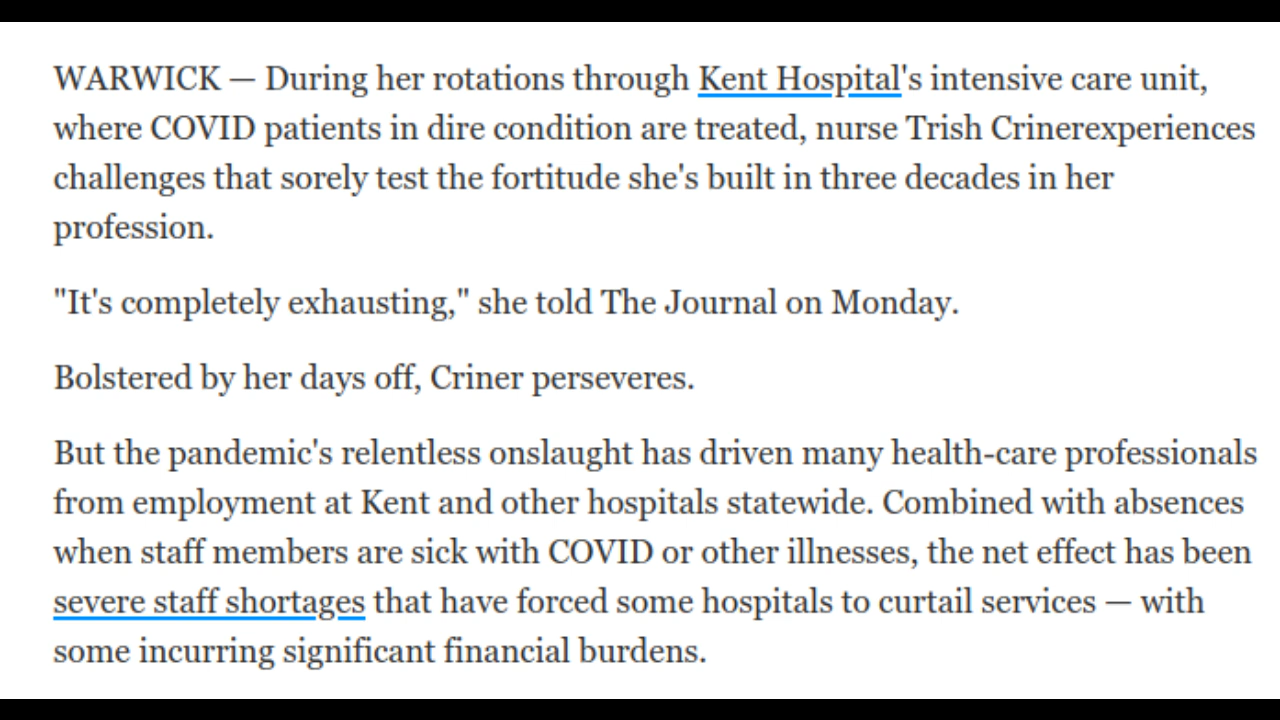 WARWICK — During her rotations through Kent Hospital's intensive care unit,
where COVID patients in dire condition are treated, nurse Trish Crinerexperiences
challenges that sorely test the fortitude she's built in three decades in her
profession.
"It's completely exhausting," she told The Journal on Monday.
Bolstered by her days off, Criner perseveres.
But the pandemic's relentless onslaught has driven many health-care professionals
from employment at Kent and other hospitals statewide. Combined with absences
when staff members are sick with COVID or other illnesses, the net effect has been
severe staff shortages that have forced some hospitals to curtail services — with
some incurring significant financial burdens.